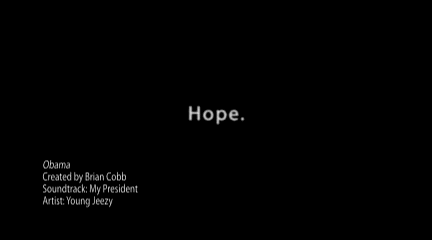 Hope.
Obama
Created by Brian Cobb
Soundtrack: My President
Artist: Young Jeezy